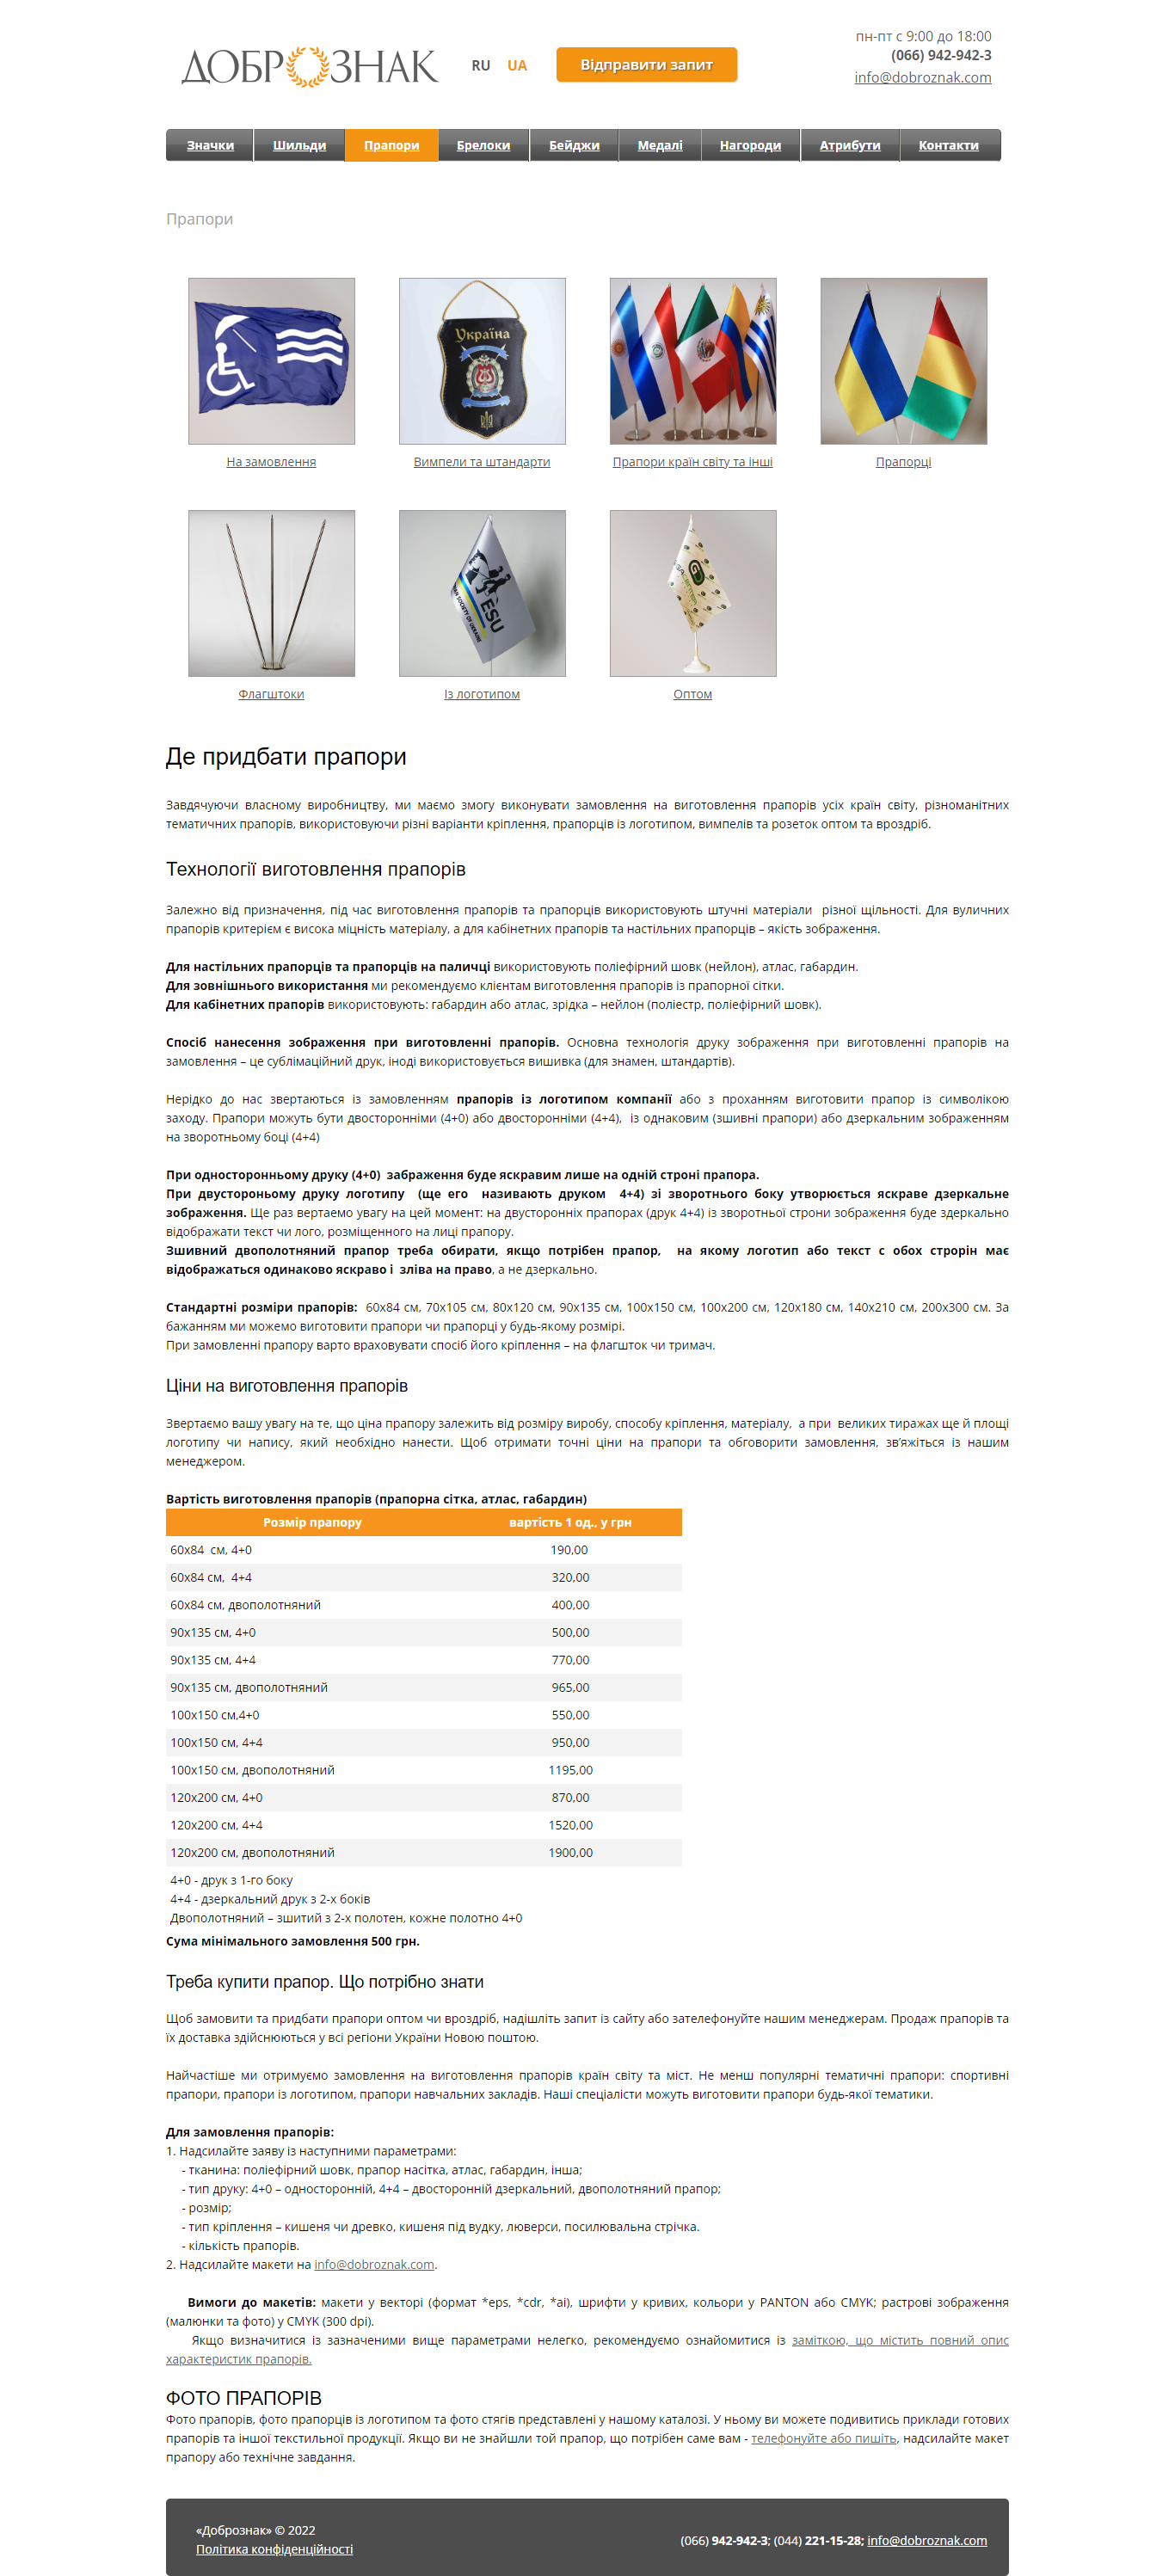 пн-пт с 9:00 до 18:00
ДОБРОЗНАК
RU UA
Відправити запит
(066) 942-942-3
info@dobroznak.com
Значки Шильди Прапори Брелоки Бейджи Медалі Нагороди Атрибути Контакти
Прапори
Україна
На замовлення Вимпели та штандарти Прапори країн світу та інші Прапорці
ESU
Флагштоки Із логотипом Оптом
Де придбати прапори
Завдячуючи власному виробництву, ми маємо змогу виконувати замовлення на виготовлення прапорів усіх країн світу, різноманітних
тематичних прапорів, використовуючи різні варіанти кріплення, прапорців із логотипом, вимпелів та розеток оптом та вроздріб.
Технології виготовлення прапорів
Залежно від призначення, під час виготовлення прапорів та прапорців використовують штучні матеріали різної щільності. Для вуличних
прапорів критерієм є висока міцність матеріалу, а для кабінетних прапорів та настільних прапорців – якість зображення.
Для настільних прапорців та прапорців на паличці використовують поліефірний шовк (нейлон), атлас, габардин.
Для зовнішнього використання ми рекомендуємо клієнтам виготовлення прапорів із прапорної сітки.
Для кабінетних прапорів використовують: габардин або атлас, зрідка – нейлон (поліестр, поліефірний шовк).
Спосіб нанесення зображення при виготовленні прапорів. Основна технологія друку зображення при виготовленні прапорів на
замовлення – це сублімаційний друк, іноді використовується вишивка (для знамен, штандартів).
Нерідко до нас звертаються із замовленням прапорів із логотипом компанії або з проханням виготовити прапор із символікою
заходу. Прапори можуть бути двосторонніми (4+0) або двосторонніми (4+4), із однаковим (зшивні прапори) або дзеркальним зображенням
на зворотньому боці (4+4)
При односторонньому друку (4+0) забраження буде яскравим лише на одній строні прапора.
При двустороньому друку логотипу (ще его називають друком 4+4) зі зворотнього боку утворюється яскраве дзеркальне
зображення. Ще раз вертаемо увагу на цей момент: на двусторонніх прапорах (друк 4+4) із зворотньої строни зображення буде здеркально
відображати текст чи лого, розміщенного на лиці прапору.
Зшивний двополотняний прапор треба обирати, якщо потрібен прапор, на якому логотип або текст с обох строрін має
відображаться одинаково яскраво і зліва на право, а не дзеркально.
Стандартні розміри прапорів: 60х84 см, 70х105 см, 80х120 см, 90х135 см, 100х150 см, 100х200 см, 120х180 см, 140х210 см, 200х300 см. За
бажанням ми можемо виготовити прапори чи прапорці у будь-якому розмірі.
При замовленні прапору варто враховувати спосіб його кріплення – на флагшток чи тримач.
Ціни на виготовлення прапорів
Звертаємо вашу увагу на те, що ціна прапору залежить від розміру виробу, способу кріплення, матеріалу, а при великих тиражах ще й площі
логотипу чи напису, який необхідно нанести. Щоб отримати точні ціни на прапори та обговорити замовлення, зв’яжіться із нашим
менеджером.
Вартість виготовлення прапорів (прапорна сітка, атлас, габардин)
Розмір прапору вартість 1 од., у грн
60х84 см, 4+0 190,00
60х84 см, 4+4 320,00
60х84 см, двополотняний 400,00
90х135 см, 4+0 500,00
90х135 см, 4+4 770,00
90х135 см, двополотняний 965,00
100х150 см,4+0 550,00
100х150 см, 4+4 950,00
100х150 см, двополотняний 1195,00
120х200 см, 4+0 870,00
120х200 см, 4+4 1520,00
120х200 см, двополотняний 1900,00
4+0 - друк з 1-го боку
4+4 - дзеркальний друк з 2-х боків
Двополотняний – зшитий з 2-х полотен, кожне полотно 4+0
Сума мінімального замовлення 500 грн.
Треба купити прапор. Що потрібно знати
Щоб замовити та придбати прапори оптом чи вроздріб, надішліть запит із сайту або зателефонуйте нашим менеджерам. Продаж прапорів та
їх доставка здійснюються у всі регіони України Новою поштою.
Найчастіше ми отримуємо замовлення на виготовлення прапорів країн світу та міст. Не менш популярні тематичні прапори: спортивні
прапори, прапори із логотипом, прапори навчальних закладів. Наші спеціалісти можуть виготовити прапори будь-якої тематики.
Для замовлення прапорів:
1. Надсилайте заяву із наступними параметрами:
- тканина: поліефірний шовк, прапор насітка, атлас, габардин, інша;
- тип друку: 4+0 – односторонній, 4+4 – двосторонній дзеркальний, двополотняний прапор;
- розмір;
- тип кріплення – кишеня чи древко, кишеня під вудку, люверси, посилювальна стрічка.
- кількість прапорів.
2. Надсилайте макети на info@dobroznak.com.
Вимоги до макетів: макети у векторі (формат *eps, *cdr, *ai), шрифти у кривих, кольори у PANTON або CMYK; растрові зображення
(малюнки та фото) у CMYK (300 dpi).
Якщо визначитися із зазначеними вище параметрами нелегко, рекомендуємо ознайомитися із заміткою, що містить повний опис
характеристик прапорів.
ФОТО ПРАПОРІВ
Фото прапорів, фото прапорців із логотипом та фото стягів представлені у нашому каталозі. У ньому ви можете подивитись приклади готових
прапорів та іншої текстильної продукції. Якщо ви не знайшли той прапор, що потрібен саме вам - телефонуйте або пишіть, надсилайте макет
прапору або технічне завдання.
«Добрознак» © 2022
Політика конфіденційності
(066) 942-942-3; (044) 221-15-28; info@dobroznak.com